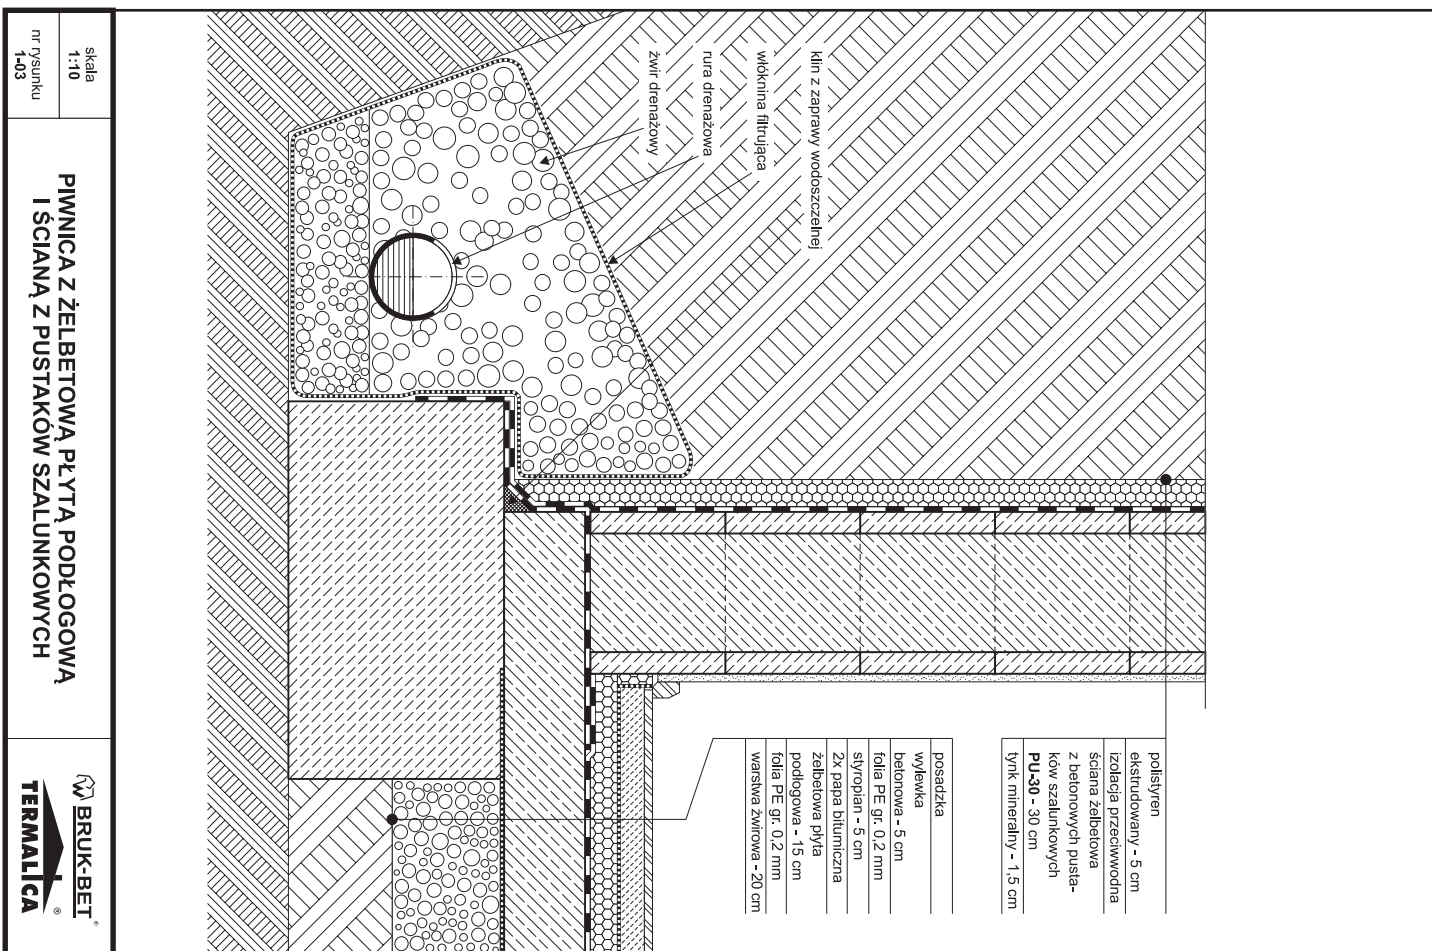 klin z zaprawy wodoszczelnej
włóknina filtrująca
rura drenażowa
żwir drenażowy
polistyren
ekstrudowany - 5 cm
izolacja przeciwwodna
ściana żelbetowa
z betonowych pusta-
ków szalunkowych
PU-30 - 30 cm
tynk mineralny - 1,5 cm
posadzka
wylewka
betonowa - 5 cm
folia PE gr. 0,2 mm
styropian - 5 cm
2x papa bitumiczna
żelbetowa płyta
podłogowa - 15 cm
folia PE gr. 0,2 mm
warstwa żwirowa - 20 cm
skala
1:10
nr rysunku
1-03
PIWNICA Z ŻELBETOWĄ PŁYTĄ PODŁOGOWĄ
I ŚCIANĄ Z PUSTAKÓW SZALUNKOWYCH
BRUK-BET®
TERMALICA®